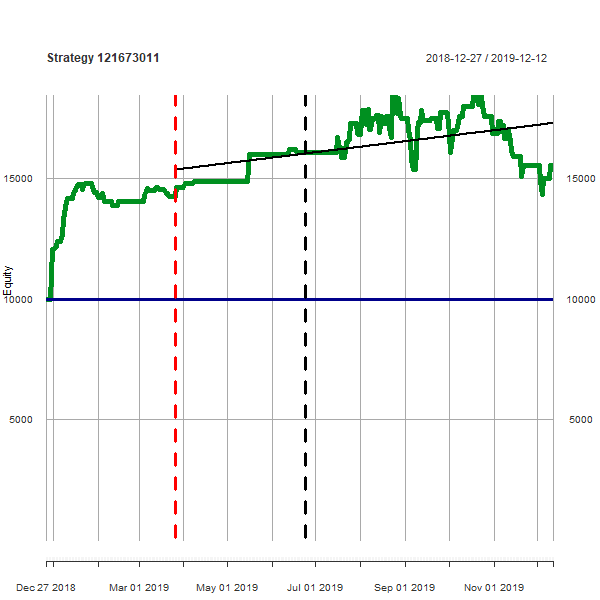 Strategy 121673011
2018-12-27 / 2019-12-12
15000
15000
10000
10000
5000
5000
Equity
Dec 27 2018
Mar 01 2019
May 01 2019
Jul 01 2019
Sep 01 2019
Nov 01 2019